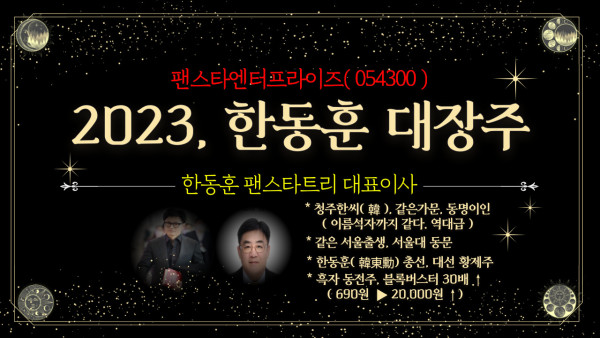 팬스타엔터프라이즈( 054300 )
2023, 한동훈 대장주
한동훈 팬스타트리 대표이사
* 청주한씨( 韓 ), 같은가문, 동명이인
( 이름석자까지 같다. 역대급 )
* 같은 서울출생, 서울대 동문
* 한동훈( 韓東勳) 총선, 대선 황제주
* 흑자 동전주, 블록버스터 30배 ↑
( 690원 ▶ 20,000원 ↑)